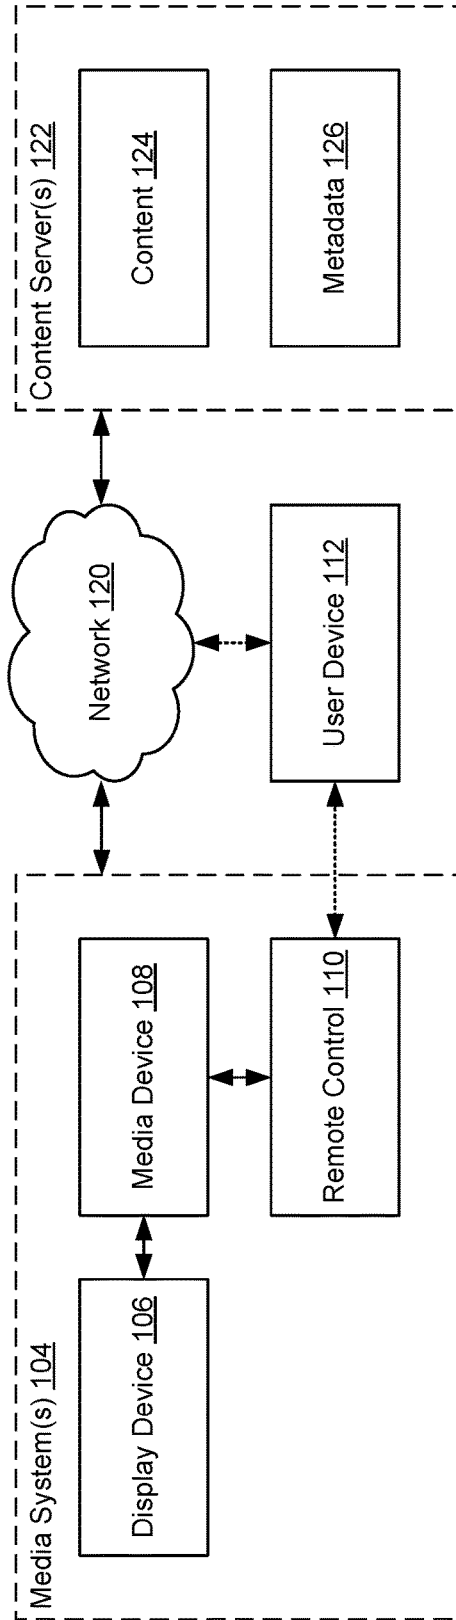 Media System(s) 104
Display Device 106
Media Device 108
Remote Control 110
Network 120
User Device 112
Content Server(s) 122
Content 124
Metadata 126